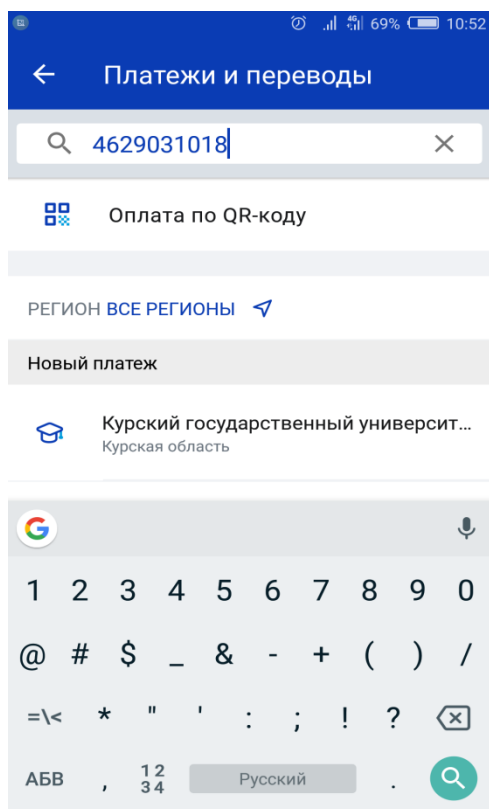 69% 10:52
Платежи и переводы
4629031018
Оплата по QR-коду
РЕГИОН ВСЕ РЕГИОНЫ
Новый платеж
Курский государственный университ...
Курская область
G
1 2 3 4 5 6 7 8 9 0
@ # $ _ & - + ( ) /
=\< * " ' : ; ! ?
АБВ , 12 34 Русский .